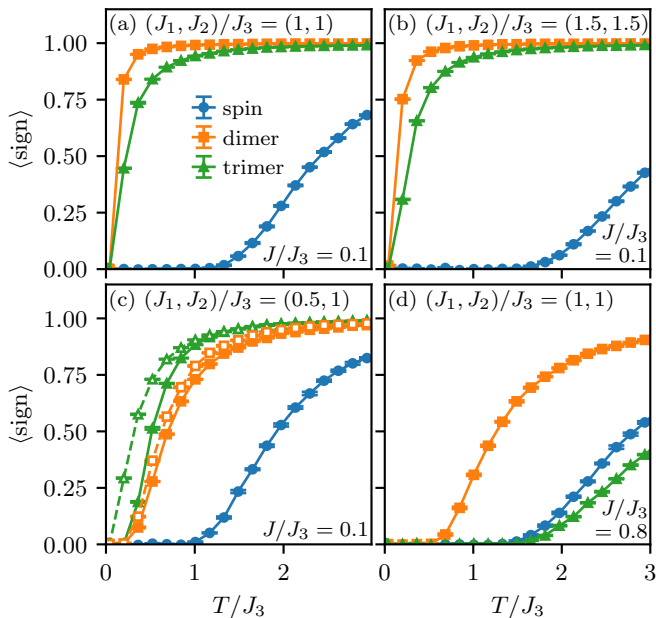 (a) (J₁, J₂)/J₃ = (1, 1)
1.00
0.75
0.50
0.25
0.00
⟨sign⟩
spin
dimer
trimer
J/J₃ = 0.1
(b) (J₁, J₂)/J₃ = (1.5, 1.5)
J/J₃
= 0.1
(c) (J₁, J₂)/J₃ = (0.5, 1)
1.00
0.75
0.50
0.25
0.00
⟨sign⟩
J/J₃ = 0.1
0
1
2
T/J₃
(d) (J₁, J₂)/J₃ = (1, 1)
J/J₃
= 0.8
0
1
2
3
T/J₃